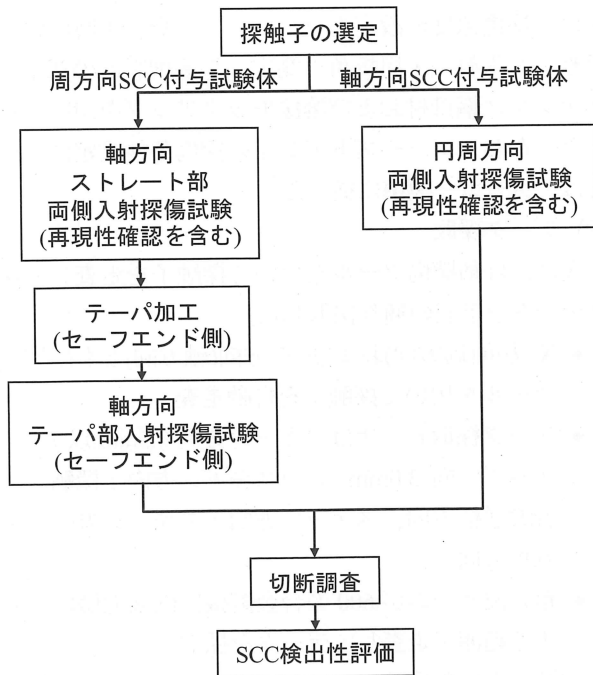 探触子の選定
周方向SCC付与試験体
軸方向SCC付与試験体
軸方向
ストレート部
両側入射探傷試験
(再現性確認を含む)
円周方向
両側入射探傷試験
(再現性確認を含む)
テーパ加工
(セーフエンド側)
軸方向
テーパ部入射探傷試験
(セーフエンド側)
切断調査
SCC検出性評価